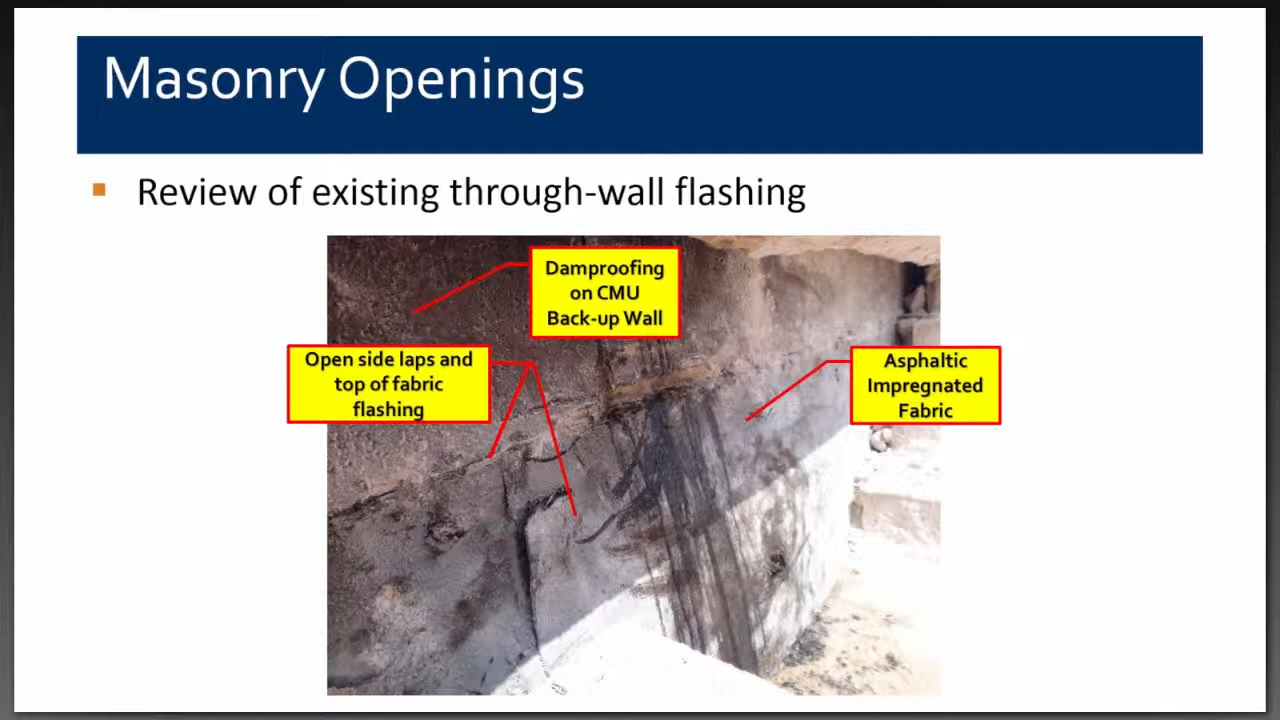 Masonry Openings
Review of existing through-wall flashing
Damproofing
on CMU
Back-up Wall
Open side laps and
top of fabric
flashing
Asphaltic
Impregnated
Fabric